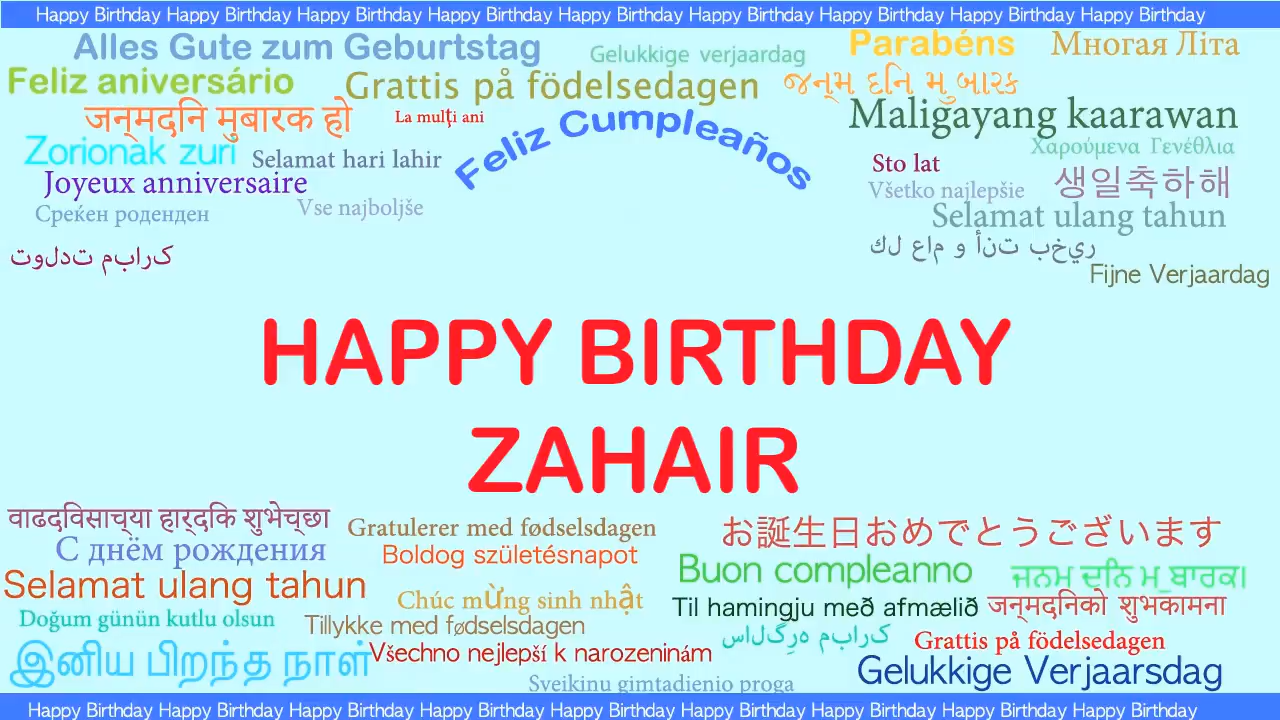 Happy Birthday Happy Birthday Happy Birthday Happy Birthday Happy Birthday Happy Birthday Happy Birthday Happy Birthday Happy Birthday
Alles Gute zum Geburtstag
Gelukkige verjaardag
Parabéns
Многая Літа
Feliz aniversário
Grattis på födelsedagen
જન્મ દિન મુબારક
जन्मदिन मुबारक हो
La mulţi ani
Feliz Cumpleaños
Maligayang kaarawan
Zorionak zuri
Selamat hari lahir
Χαρούμενα Γενέθλια
Sto lat
Joyeux anniversaire
Všetko najlepšie
생일축하해
Среќен роденден
Vse najboljše
Selamat ulang tahun
تولدت مبارک
كل عام و أنت بخير
Fijne Verjaardag
HAPPY BIRTHDAY
ZAHAIR
वाढदिवसाच्या हार्दिक शुभेच्छा
Gratulerer med fødselsdagen
お誕生日おめでとうございます
С днём рождения
Boldog születésnapot
Buon compleanno
ਜਨਮ ਦਿਨ ਮੁਬਾਰਕ।
Selamat ulang tahun
Chúc mừng sinh nhật
Til hamingju með afmælið
जन्मदिनको शुभकामना
Doğum günün kutlu olsun
Tillykke med fødselsdagen
سالگرہ مبارک
Grattis på födelsedagen
இனிய பிறந்த நாள்
Všechno nejlepší k narozeninám
Gelukkige Verjaarsdag
Sveikinu gimtadienio proga
Happy Birthday Happy Birthday Happy Birthday Happy Birthday Happy Birthday Happy Birthday Happy Birthday Happy Birthday Happy Birthday